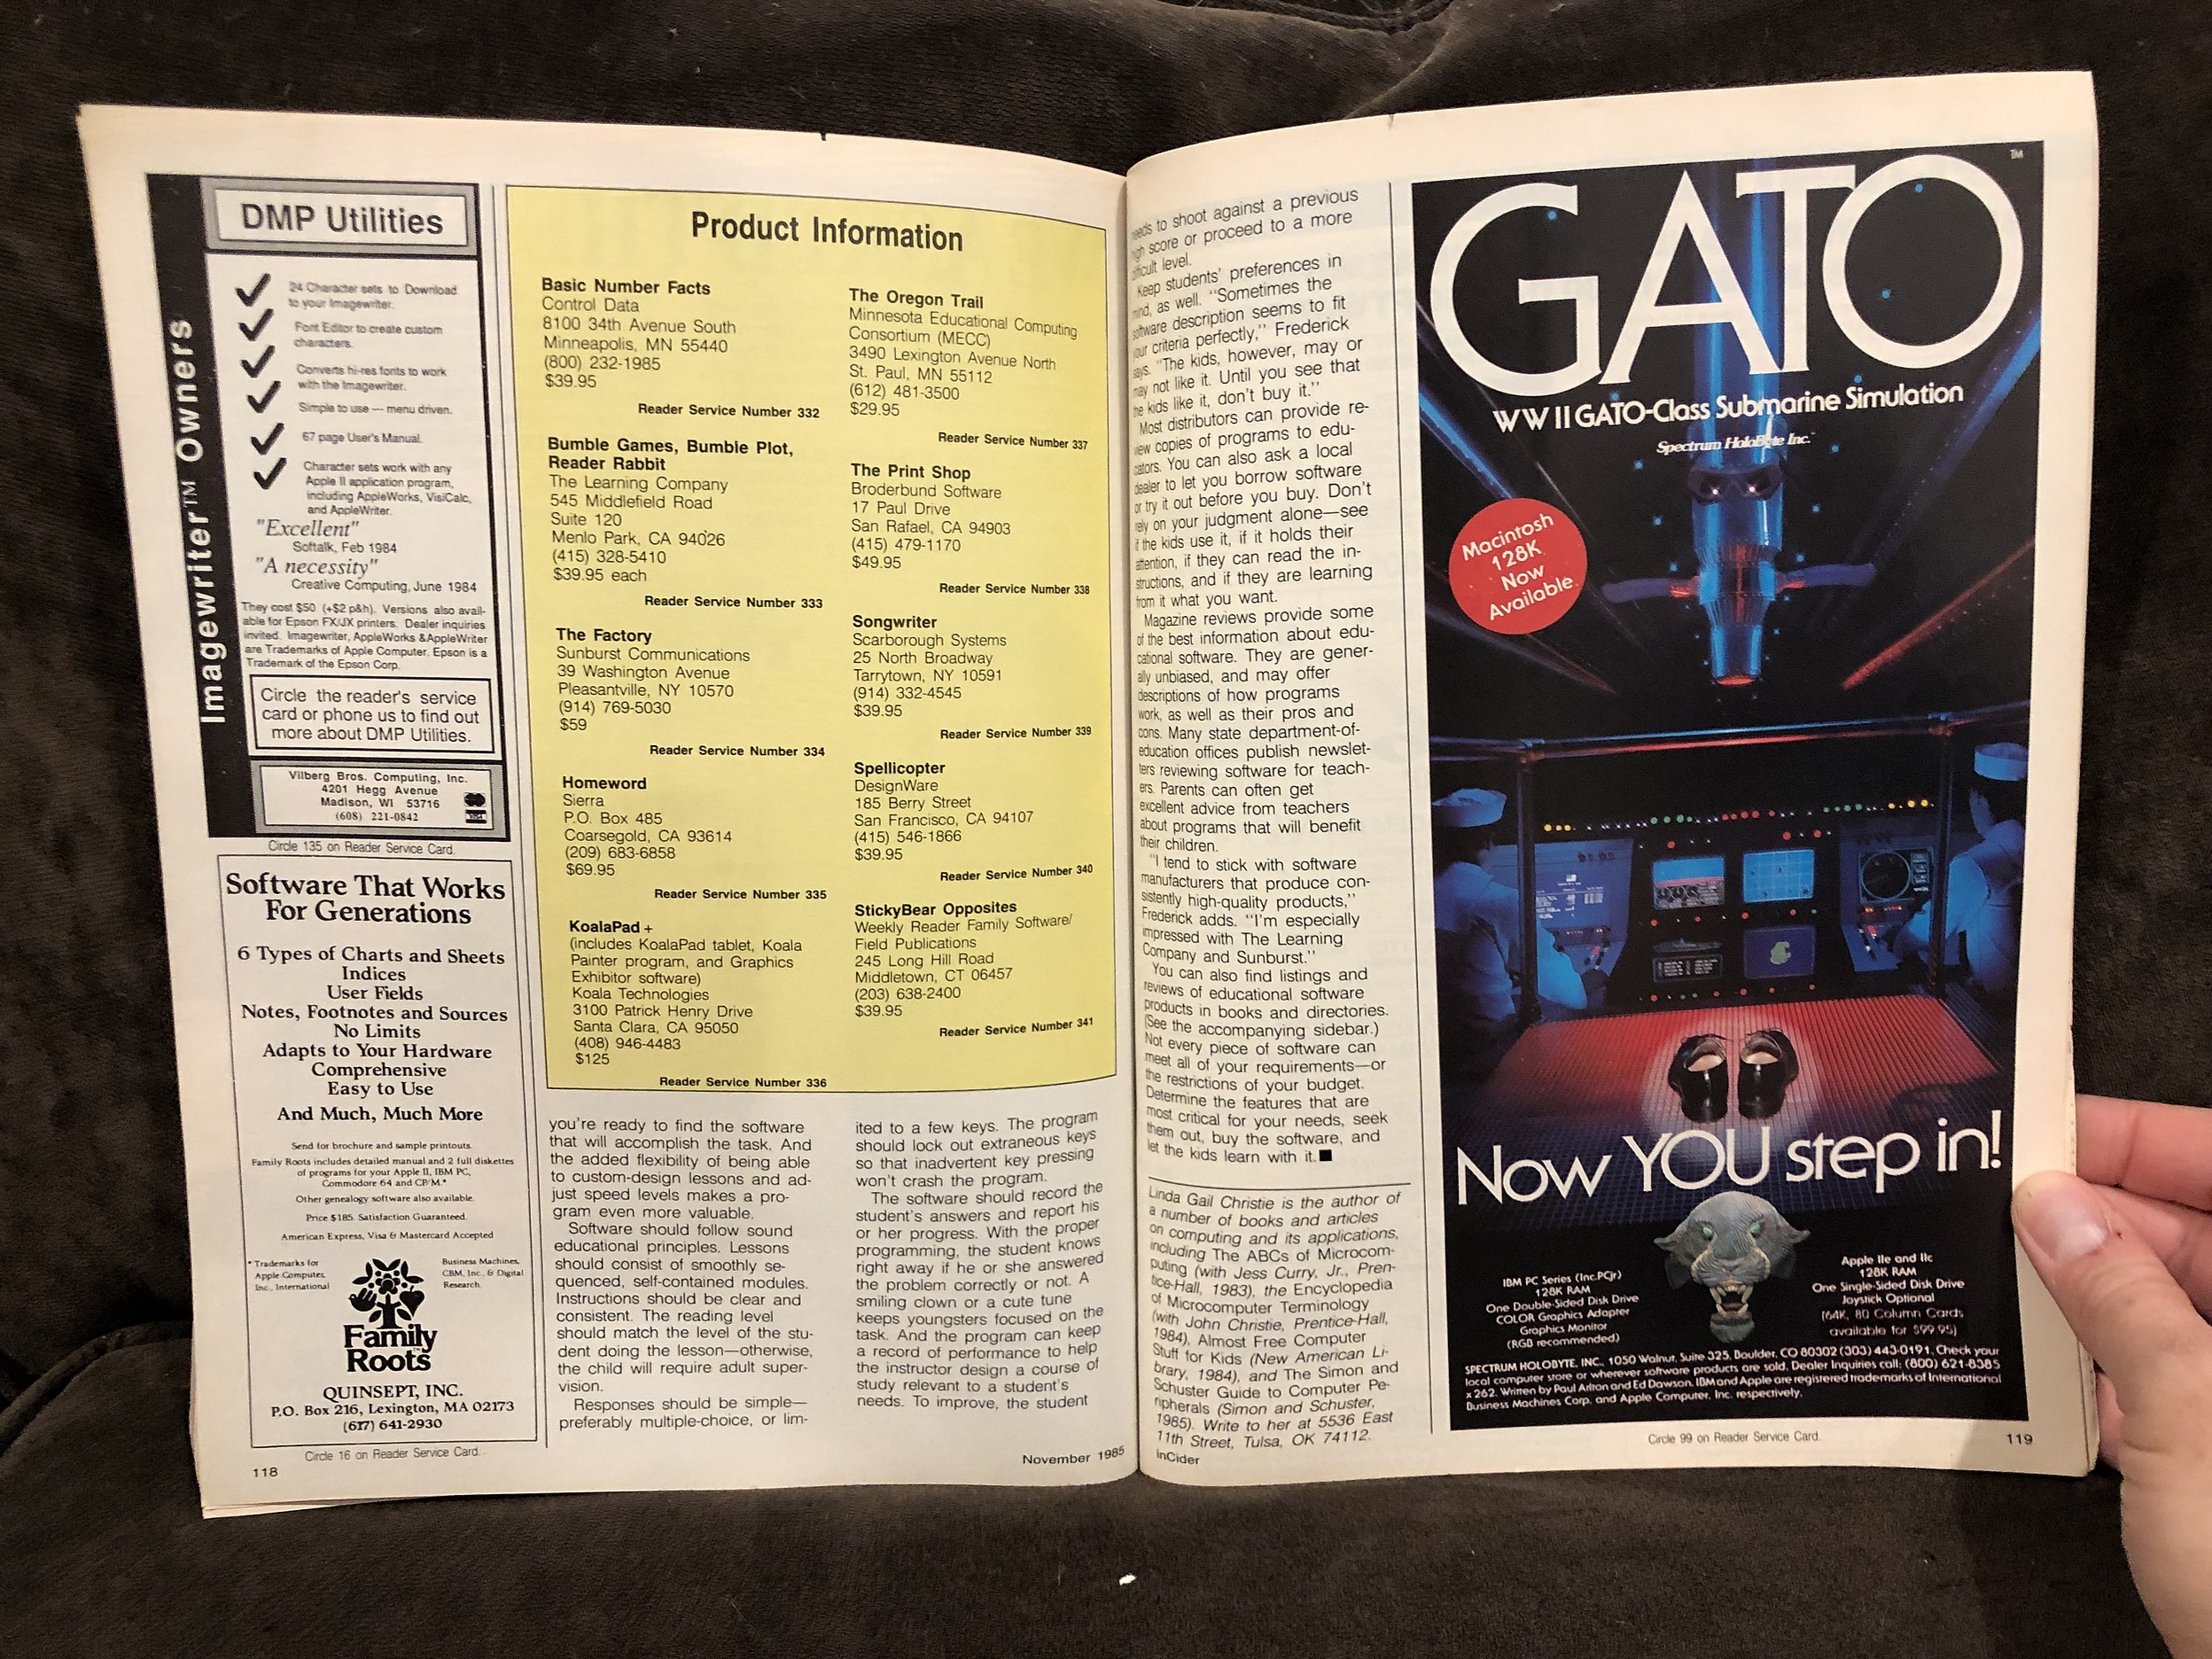 Imagewriter™ Owners
DMP Utilities
24 Character sets to Download
to your Imagewriter.
Font Editor to create custom
characters.
Converts hi-res fonts to work
with the Imagewriter.
Simple to use — menu driven.
67 page User's Manual.
Character sets work with any
Apple II application program,
including AppleWorks, VisiCalc,
and AppleWriter.
"Excellent"
Softalk, Feb 1984
"A necessity"
Creative Computing, June 1984
They cost $50 (+$2 p&h). Versions also avail-
able for Epson FX/JX printers. Dealer inquiries
invited. Imagewriter, AppleWorks & AppleWriter
are Trademarks of Apple Computer. Epson is a
Trademark of the Epson Corp.
Circle the reader's service
card or phone us to find out
more about DMP Utilities.
Vilberg Bros. Computing, Inc.
4201 Hegg Avenue
Madison, WI 53716
(608) 221-0842
Circle 135 on Reader Service Card.
Software That Works
For Generations
6 Types of Charts and Sheets
Indices
User Fields
Notes, Footnotes and Sources
No Limits
Adapts to Your Hardware
Comprehensive
Easy to Use
And Much, Much More
Send for brochure and sample printouts.
Family Roots includes detailed manual and 2 full diskettes
of programs for your Apple II, IBM PC,
Commodore 64 and CP/M.*
Other genealogy software also available.
Price $185. Satisfaction Guaranteed.
American Express, Visa & Mastercard Accepted
* Trademarks for
Apple Computer,
Inc., International
Business Machines,
CBM, Inc., & Digital
Research.
Family
Roots
QUINSEPT, INC.
P.O. Box 216, Lexington, MA 02173
(617) 641-2930
Circle 16 on Reader Service Card.
118
Product Information
Basic Number Facts
Control Data
8100 34th Avenue South
Minneapolis, MN 55440
(800) 232-1985
$39.95
Reader Service Number 332
Bumble Games, Bumble Plot,
Reader Rabbit
The Learning Company
545 Middlefield Road
Suite 120
Menlo Park, CA 94026
(415) 328-5410
$39.95 each
Reader Service Number 333
The Factory
Sunburst Communications
39 Washington Avenue
Pleasantville, NY 10570
(914) 769-5030
$59
Reader Service Number 334
Homeword
Sierra
P.O. Box 485
Coarsegold, CA 93614
(209) 683-6858
$69.95
Reader Service Number 335
KoalaPad +
(includes KoalaPad tablet, Koala
Painter program, and Graphics
Exhibitor software)
Koala Technologies
3100 Patrick Henry Drive
Santa Clara, CA 95050
(408) 946-4483
$125
Reader Service Number 336
The Oregon Trail
Minnesota Educational Computing
Consortium (MECC)
3490 Lexington Avenue North
St. Paul, MN 55112
(612) 481-3500
$29.95
Reader Service Number 337
The Print Shop
Broderbund Software
17 Paul Drive
San Rafael, CA 94903
(415) 479-1170
$49.95
Reader Service Number 338
Songwriter
Scarborough Systems
25 North Broadway
Tarrytown, NY 10591
(914) 332-4545
$39.95
Reader Service Number 339
Spellicopter
DesignWare
185 Berry Street
San Francisco, CA 94107
(415) 546-1866
$39.95
Reader Service Number 340
StickyBear Opposites
Weekly Reader Family Software/
Field Publications
245 Long Hill Road
Middletown, CT 06457
(203) 638-2400
$39.95
Reader Service Number 341
you're ready to find the software
that will accomplish the task. And
the added flexibility of being able
to custom-design lessons and ad-
just speed levels makes a pro-
gram even more valuable.
Software should follow sound
educational principles. Lessons
should consist of smoothly se-
quenced, self-contained modules.
Instructions should be clear and
consistent. The reading level
should match the level of the stu-
dent doing the lesson—otherwise,
the child will require adult super-
vision.
Responses should be simple—
preferably multiple-choice, or lim-
ited to a few keys. The program
should lock out extraneous keys
so that inadvertent key pressing
won't crash the program.
The software should record the
student's answers and report his
or her progress. With the proper
programming, the student knows
right away if he or she answered
the problem correctly or not. A
smiling clown or a cute tune
keeps youngsters focused on the
task. And the program can keep
a record of performance to help
the instructor design a course of
study relevant to a student's
needs. To improve, the student
November 1985
needs to shoot against a previous
high score or proceed to a more
difficult level.
Keep students' preferences in
mind, as well. "Sometimes the
software description seems to fit
your criteria perfectly," Frederick
says. "The kids, however, may or
may not like it. Until you see that
the kids like it, don't buy it."
Most distributors can provide re-
view copies of programs to edu-
cators. You can also ask a local
dealer to let you borrow software
or try it out before you buy. Don't
rely on your judgment alone—see
if the kids use it, if it holds their
attention, if they can read the in-
structions, and if they are learning
from it what you want.
Magazine reviews provide some
of the best information about edu-
cational software. They are gener-
ally unbiased, and may offer
descriptions of how programs
work, as well as their pros and
cons. Many state department-of-
education offices publish newslet-
ters reviewing software for teach-
ers. Parents can often get
excellent advice from teachers
about programs that will benefit
their children.
"I tend to stick with software
manufacturers that produce con-
sistently high-quality products,"
Frederick adds. "I'm especially
impressed with The Learning
Company and Sunburst."
You can also find listings and
reviews of educational software
products in books and directories.
(See the accompanying sidebar.)
Not every piece of software can
meet all of your requirements—or
the restrictions of your budget.
Determine the features that are
most critical for your needs, seek
them out, buy the software, and
let the kids learn with it.■
Linda Gail Christie is the author of
a number of books and articles
on computing and its applications,
including The ABCs of Microcom-
puting (with Jess Curry, Jr., Pren-
tice-Hall, 1983), the Encyclopedia
of Microcomputer Terminology
(with John Christie, Prentice-Hall,
1984), Almost Free Computer
Stuff for Kids (New American Li-
brary, 1984), and The Simon and
Schuster Guide to Computer Pe-
ripherals (Simon and Schuster,
1985). Write to her at 5536 East
11th Street, Tulsa, OK 74112.
inCider
GATO
TM
WW II GATO-Class Submarine Simulation
Spectrum HoloByte Inc.
Macintosh
128K
Now
Available
Now YOU step in!
IBM PC Series (Inc.PCjr)
128K RAM
One Double-Sided Disk Drive
COLOR Graphics Adapter
Graphics Monitor
(RGB recommended)
Apple IIe and IIc
128K RAM
One Single-Sided Disk Drive
Joystick Optional
(64K, 80 Column Cards
available for $99.95)
SPECTRUM HOLOBYTE, INC., 1050 Walnut, Suite 325, Boulder, CO 80302 (303) 443-0191. Check your
local computer store or wherever software products are sold. Dealer Inquiries call: (800) 621-8385
x 262. Written by Paul Arlton and Ed Dawson. IBM and Apple are registered trademarks of International
Business Machines Corp. and Apple Computer, Inc. respectively.
Circle 99 on Reader Service Card.
119